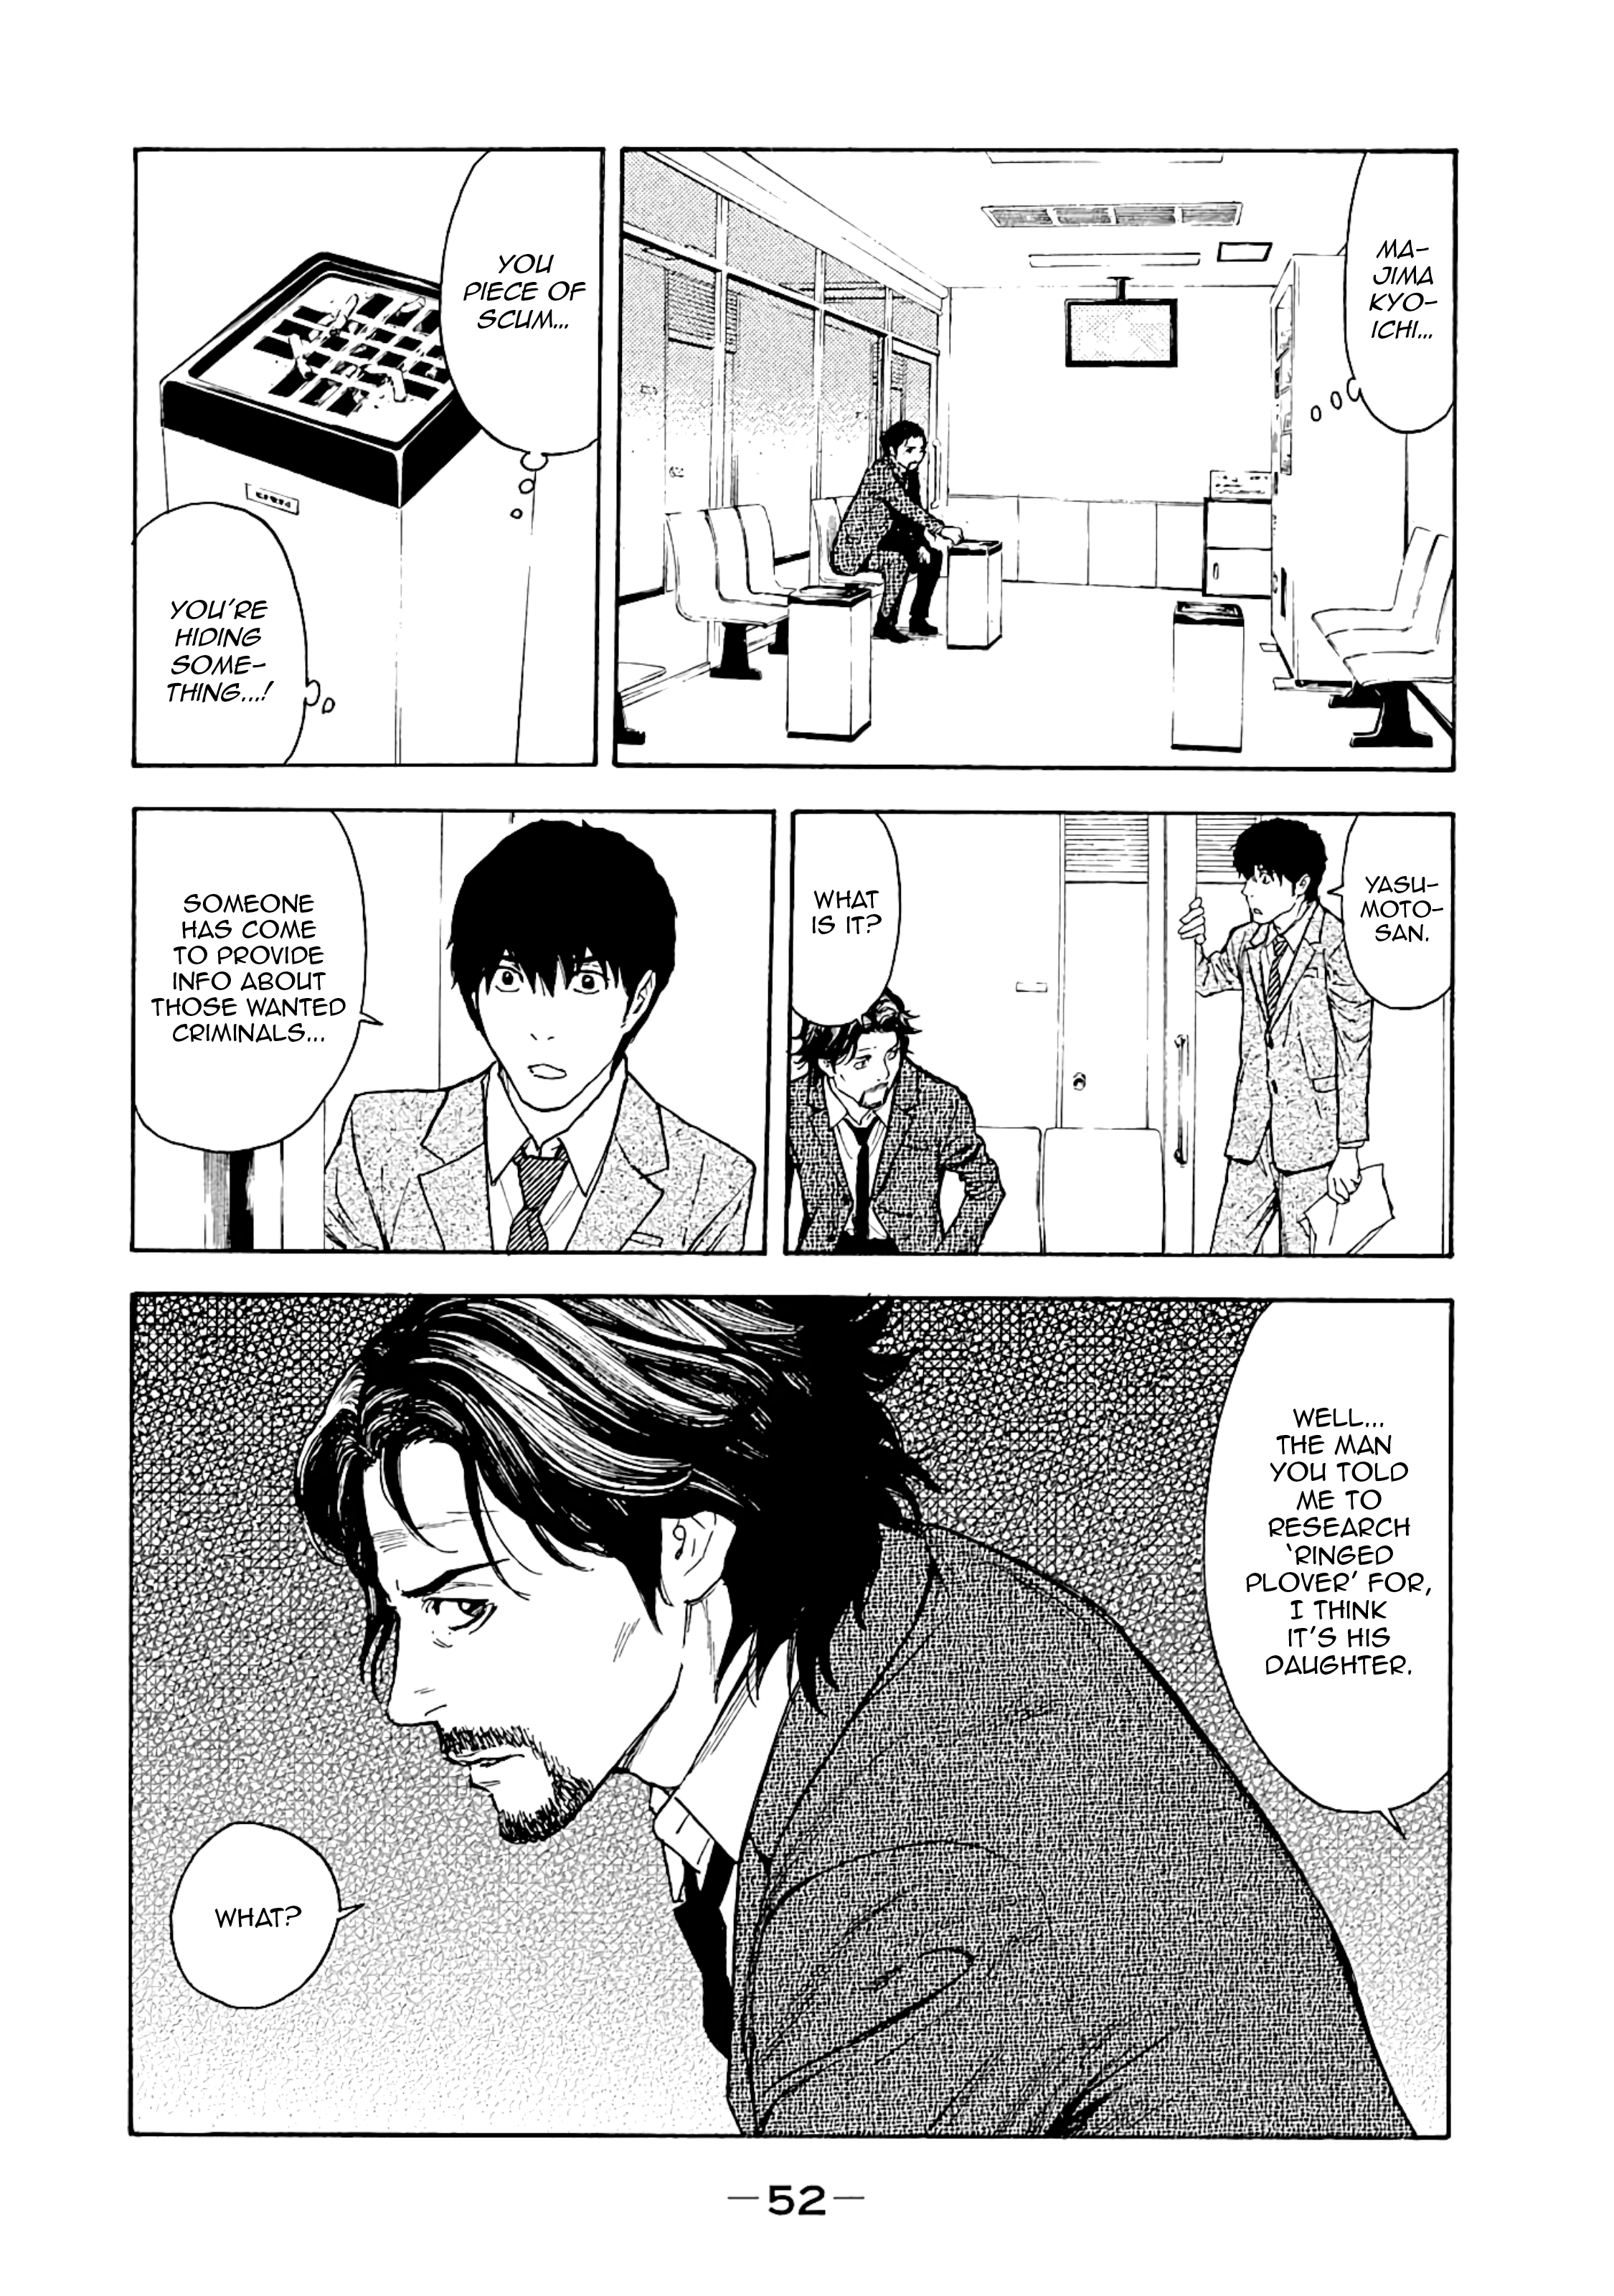 MA-
JIMA
KYO-
ICHI...
YOU
PIECE OF
SCUM...
YOU'RE
HIDING
SOME-
THING...!
YASU-
MOTO-
SAN.
WHAT
IS IT?
SOMEONE
HAS COME
TO PROVIDE
INFO ABOUT
THOSE WANTED
CRIMINALS...
WELL...
THE MAN
YOU TOLD
ME TO
RESEARCH
'RINGED
PLOVER' FOR,
I THINK
IT'S HIS
DAUGHTER.
WHAT?
—52—